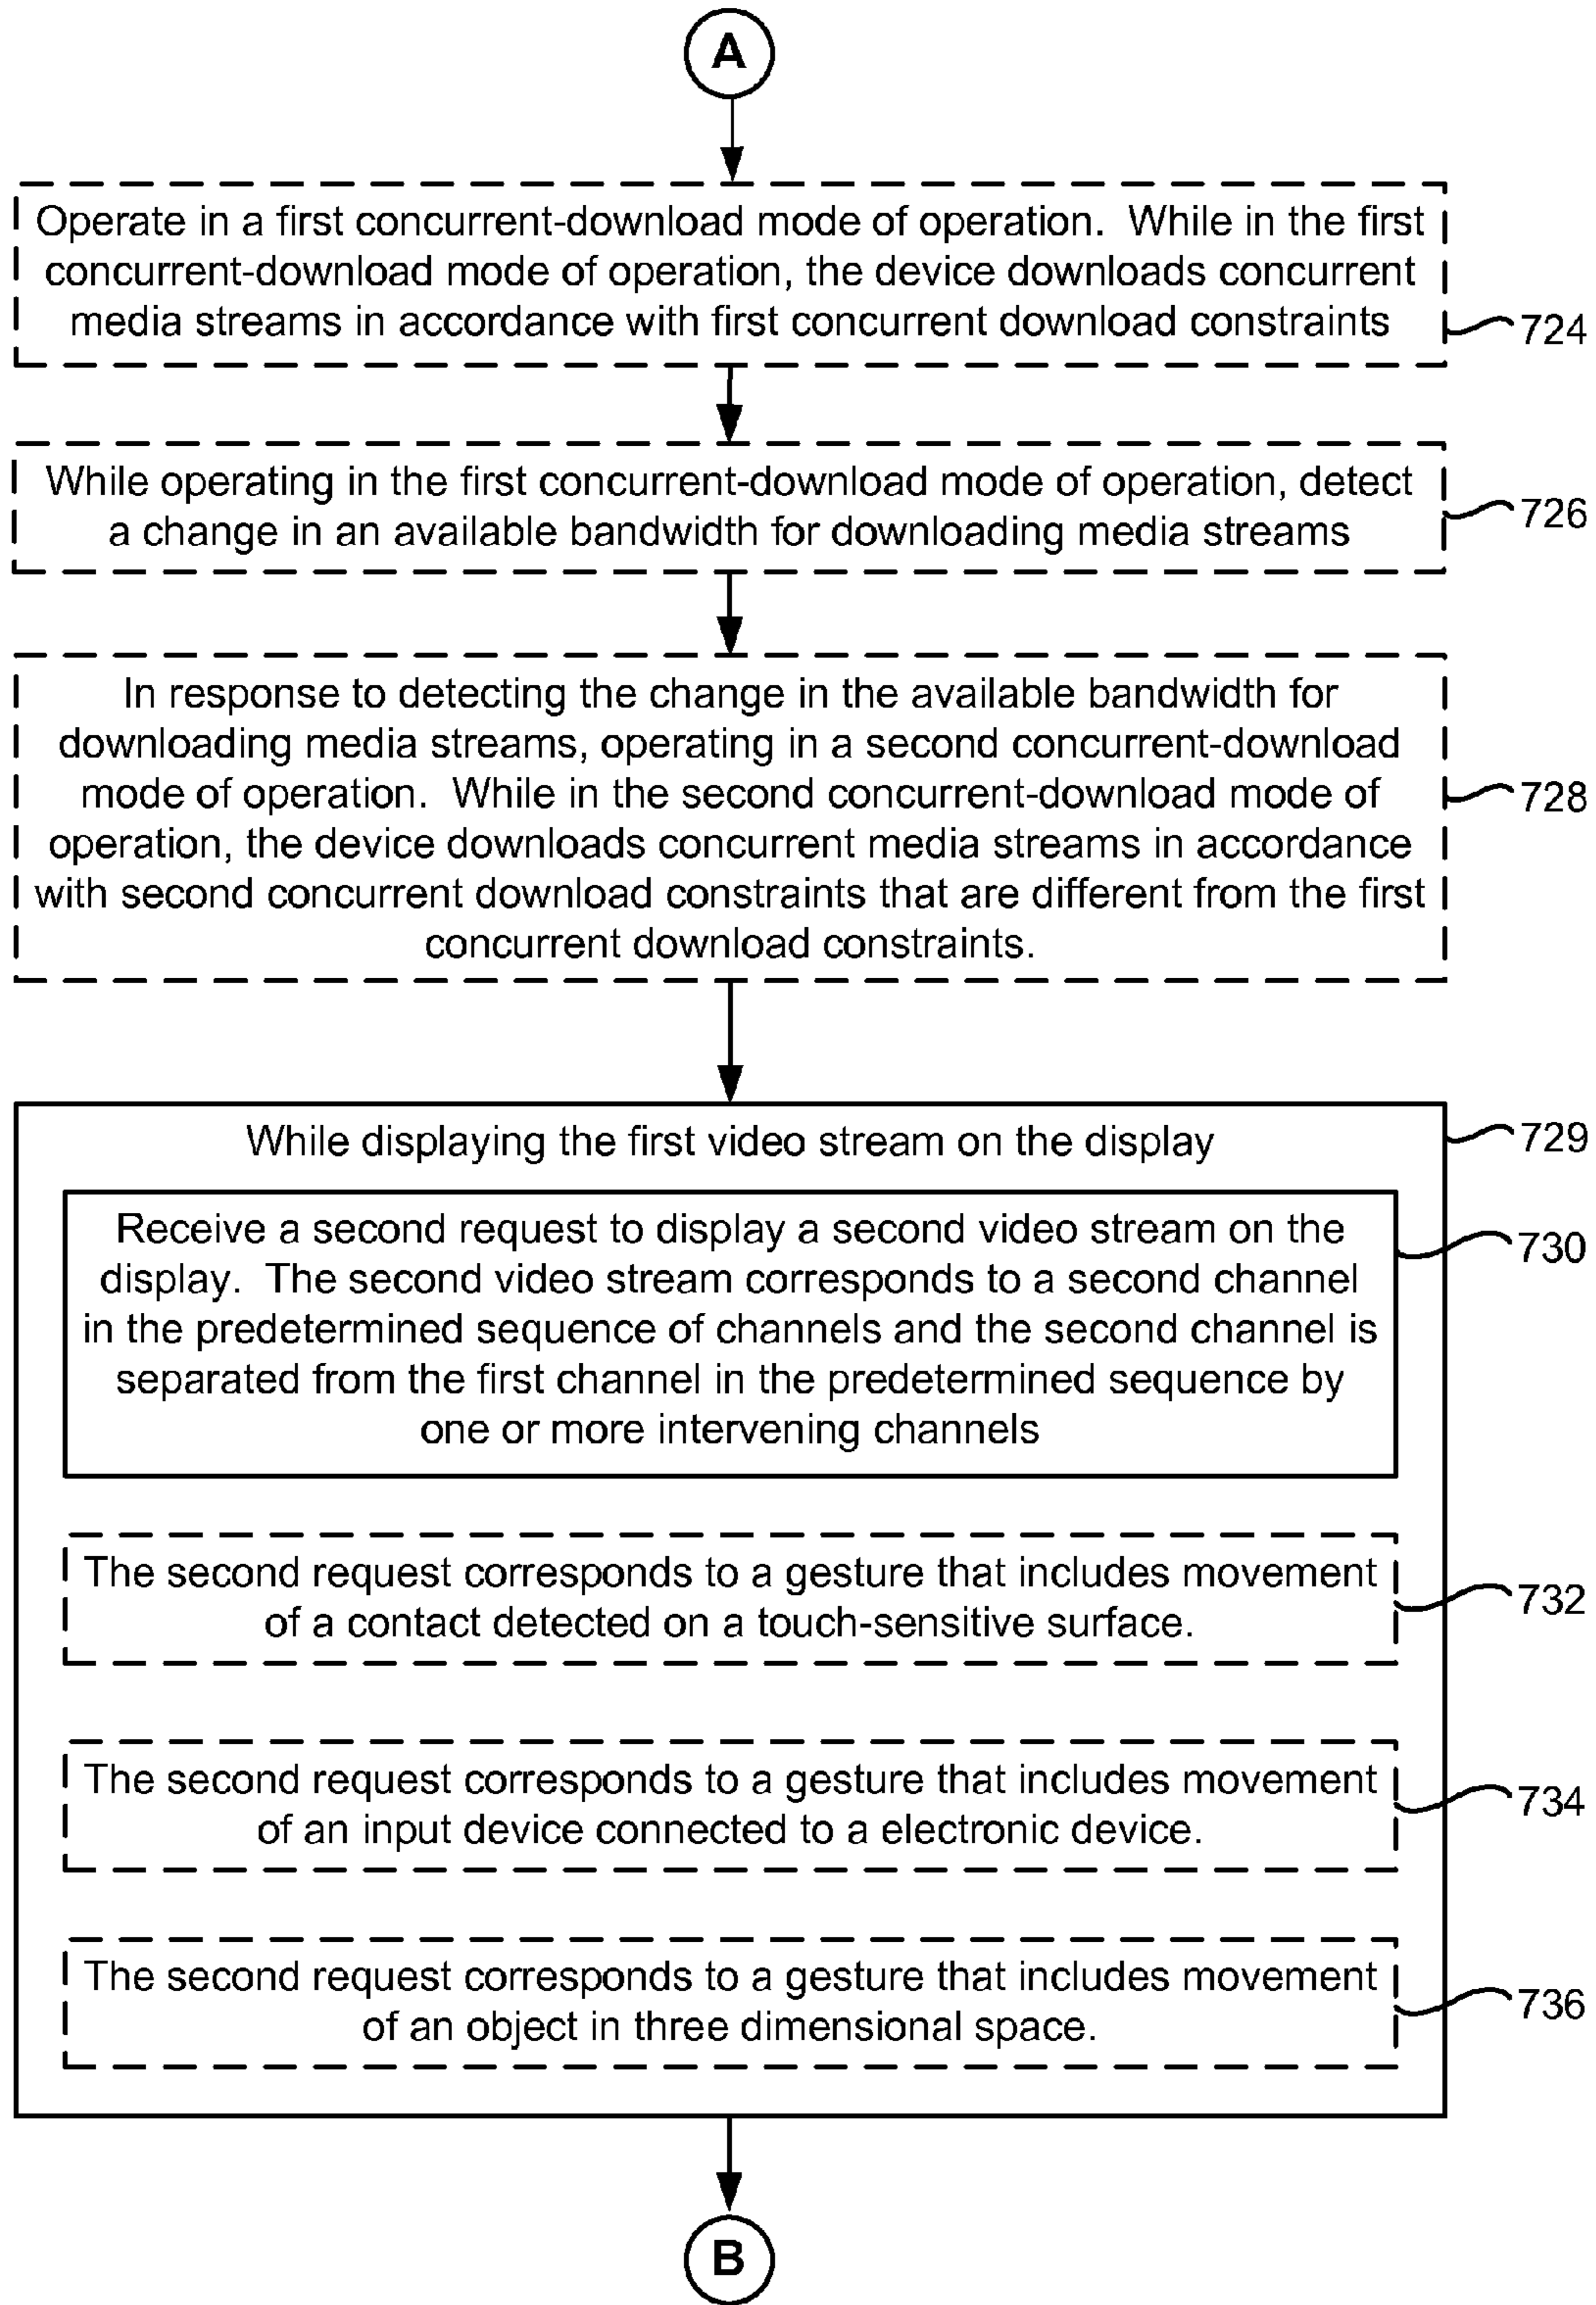 A
Operate in a first concurrent-download mode of operation. While in the first
concurrent-download mode of operation, the device downloads concurrent
media streams in accordance with first concurrent download constraints
724
While operating in the first concurrent-download mode of operation, detect
a change in an available bandwidth for downloading media streams
726
In response to detecting the change in the available bandwidth for
downloading media streams, operating in a second concurrent-download
mode of operation. While in the second concurrent-download mode of
operation, the device downloads concurrent media streams in accordance
with second concurrent download constraints that are different from the first
concurrent download constraints.
728
While displaying the first video stream on the display
729
Receive a second request to display a second video stream on the
display. The second video stream corresponds to a second channel
in the predetermined sequence of channels and the second channel is
separated from the first channel in the predetermined sequence by
one or more intervening channels
730
The second request corresponds to a gesture that includes movement
of a contact detected on a touch-sensitive surface.
732
The second request corresponds to a gesture that includes movement
of an input device connected to a electronic device.
734
The second request corresponds to a gesture that includes movement
of an object in three dimensional space.
736
B